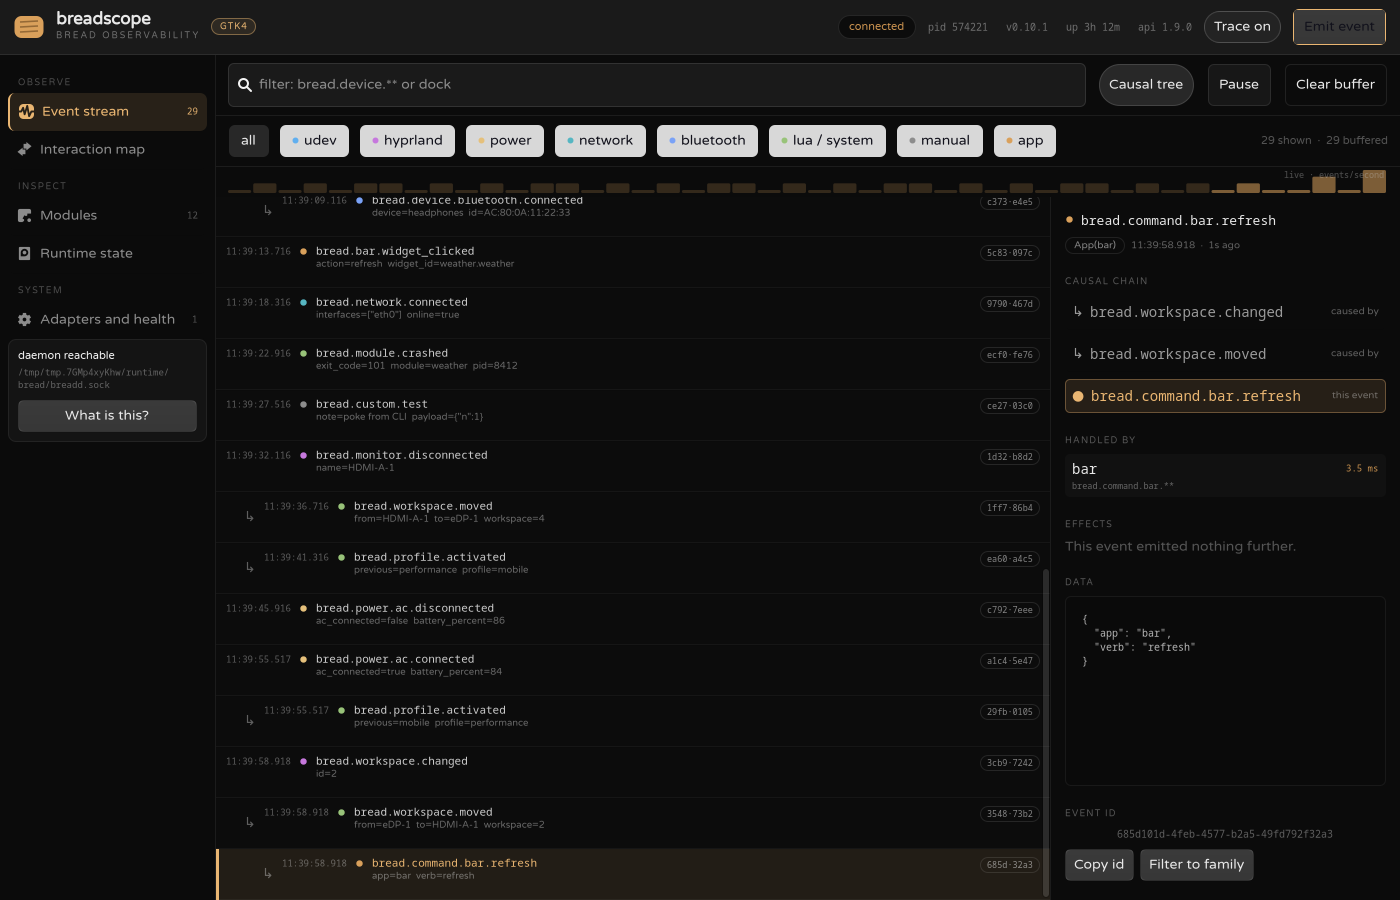 breadscope
BREAD OBSERVABILITY
GTK4
connected
pid 574221
v0.10.1
up 3h 12m
api 1.9.0
Trace on
Emit event
OBSERVE
Event stream 29
Interaction map
INSPECT
Modules 12
Runtime state
SYSTEM
Adapters and health 1
daemon reachable
/tmp/tmp.7GMp4xyKhw/runtime/
bread/breadd.sock
What is this?
filter: bread.device.** or dock
Causal tree
Pause
Clear buffer
all
udev
hyprland
power
network
bluetooth
lua / system
manual
app
29 shown · 29 buffered
live · events/second
↳ 11:39:09.116 bread.device.bluetooth.connected c373·e4e5
device=headphones id=AC:80:0A:11:22:33
11:39:13.716 bread.bar.widget_clicked 5c83·097c
action=refresh widget_id=weather.weather
11:39:18.316 bread.network.connected 9790·467d
interfaces=["eth0"] online=true
11:39:22.916 bread.module.crashed ecf0·fe76
exit_code=101 module=weather pid=8412
11:39:27.516 bread.custom.test ce27·03c0
note=poke from CLI payload={"n":1}
11:39:32.116 bread.monitor.disconnected 1d32·b8d2
name=HDMI-A-1
↳ 11:39:36.716 bread.workspace.moved 1ff7·86b4
from=HDMI-A-1 to=eDP-1 workspace=4
↳ 11:39:41.316 bread.profile.activated ea60·a4c5
previous=performance profile=mobile
11:39:45.916 bread.power.ac.disconnected c792·7eee
ac_connected=false battery_percent=86
11:39:55.517 bread.power.ac.connected a1c4·5e47
ac_connected=true battery_percent=84
↳ 11:39:55.517 bread.profile.activated 29fb·0105
previous=mobile profile=performance
11:39:58.918 bread.workspace.changed 3cb9·7242
id=2
↳ 11:39:58.918 bread.workspace.moved 3548·73b2
from=eDP-1 to=HDMI-A-1 workspace=2
↳ 11:39:58.918 bread.command.bar.refresh 685d·32a3
app=bar verb=refresh
bread.command.bar.refresh
App(bar) 11:39:58.918 · 1s ago
CAUSAL CHAIN
↳ bread.workspace.changed caused by
↳ bread.workspace.moved caused by
bread.command.bar.refresh this event
HANDLED BY
bar 3.5 ms
bread.command.bar.**
EFFECTS
This event emitted nothing further.
DATA
{
"app": "bar",
"verb": "refresh"
}
EVENT ID
685d101d-4feb-4577-b2a5-49fd792f32a3
Copy id
Filter to family